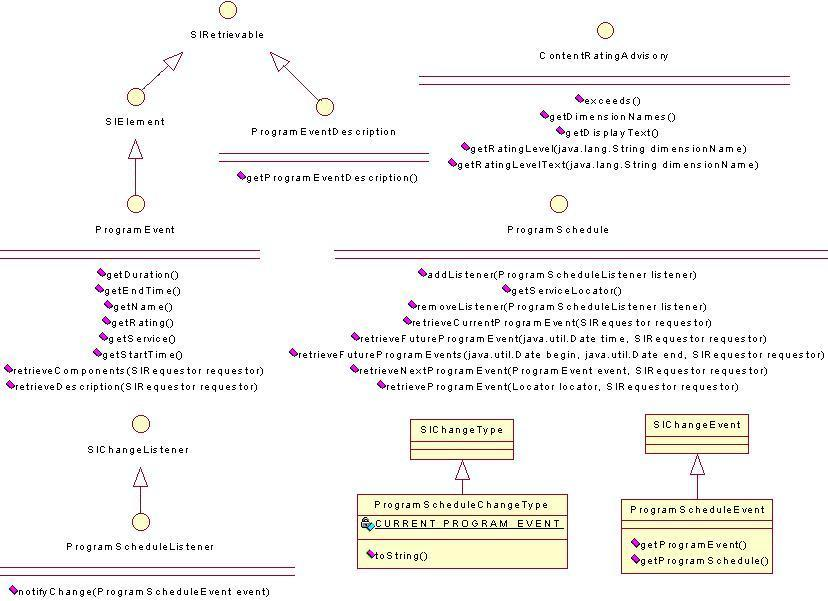 SIRetrievable
ContentRatingAdvisory
SIElement
ProgramEventDescription
getProgramEventDescription()
exceeds()
getDimensionNames()
getDisplayText()
getRatingLevel(java.lang.String dimensionName)
getRatingLevelText(java.lang.String dimensionName)
ProgramEvent
getDuration()
getEndTime()
getName()
getRating()
getService()
getStartTime()
retrieveComponents(SIRequestor requestor)
retrieveDescription(SIRequestor requestor)
ProgramSchedule
addListener(ProgramScheduleListener listener)
getServiceLocator()
removeListener(ProgramScheduleListener listener)
retrieveCurrentProgramEvent(SIRequestor requestor)
retrieveFutureProgramEvent(java.util.Date time, SIRequestor requestor)
retrieveFutureProgramEvents(java.util.Date begin, java.util.Date end, SIRequestor requestor)
retrieveNextProgramEvent(ProgramEvent event, SIRequestor requestor)
retrieveProgramEvent(Locator locator, SIRequestor requestor)
SIChangeListener
ProgramScheduleListener
notifyChange(ProgramScheduleEvent event)
SIChangeType
ProgramScheduleChangeType
CURRENT_PROGRAM_EVENT
toString()
SIChangeEvent
ProgramScheduleEvent
getProgramEvent()
getProgramSchedule()